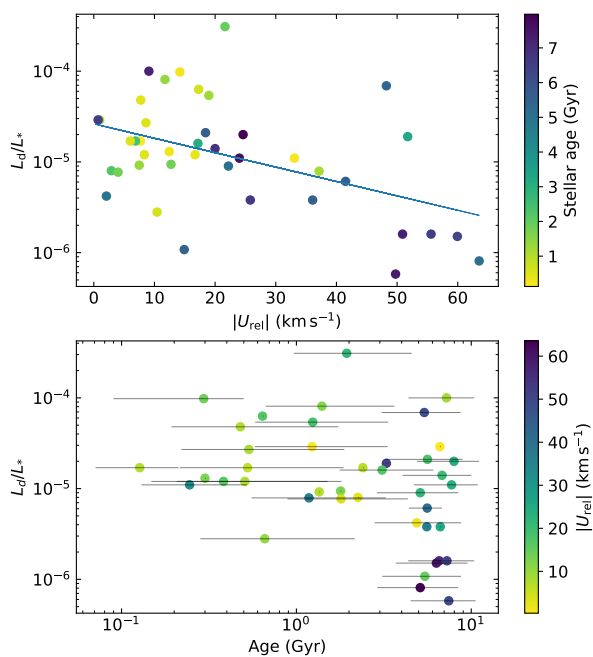 10⁻⁴
10⁻⁵
10⁻⁶
L_d/L_*
0 10 20 30 40 50 60
|U_rel| (km s⁻¹)
7
6
5
4
3
2
1
Stellar age (Gyr)
10⁻⁴
10⁻⁵
10⁻⁶
L_d/L_*
10⁻¹ 10⁰ 10¹
Age (Gyr)
60
50
40
30
20
10
|U_rel| (km s⁻¹)